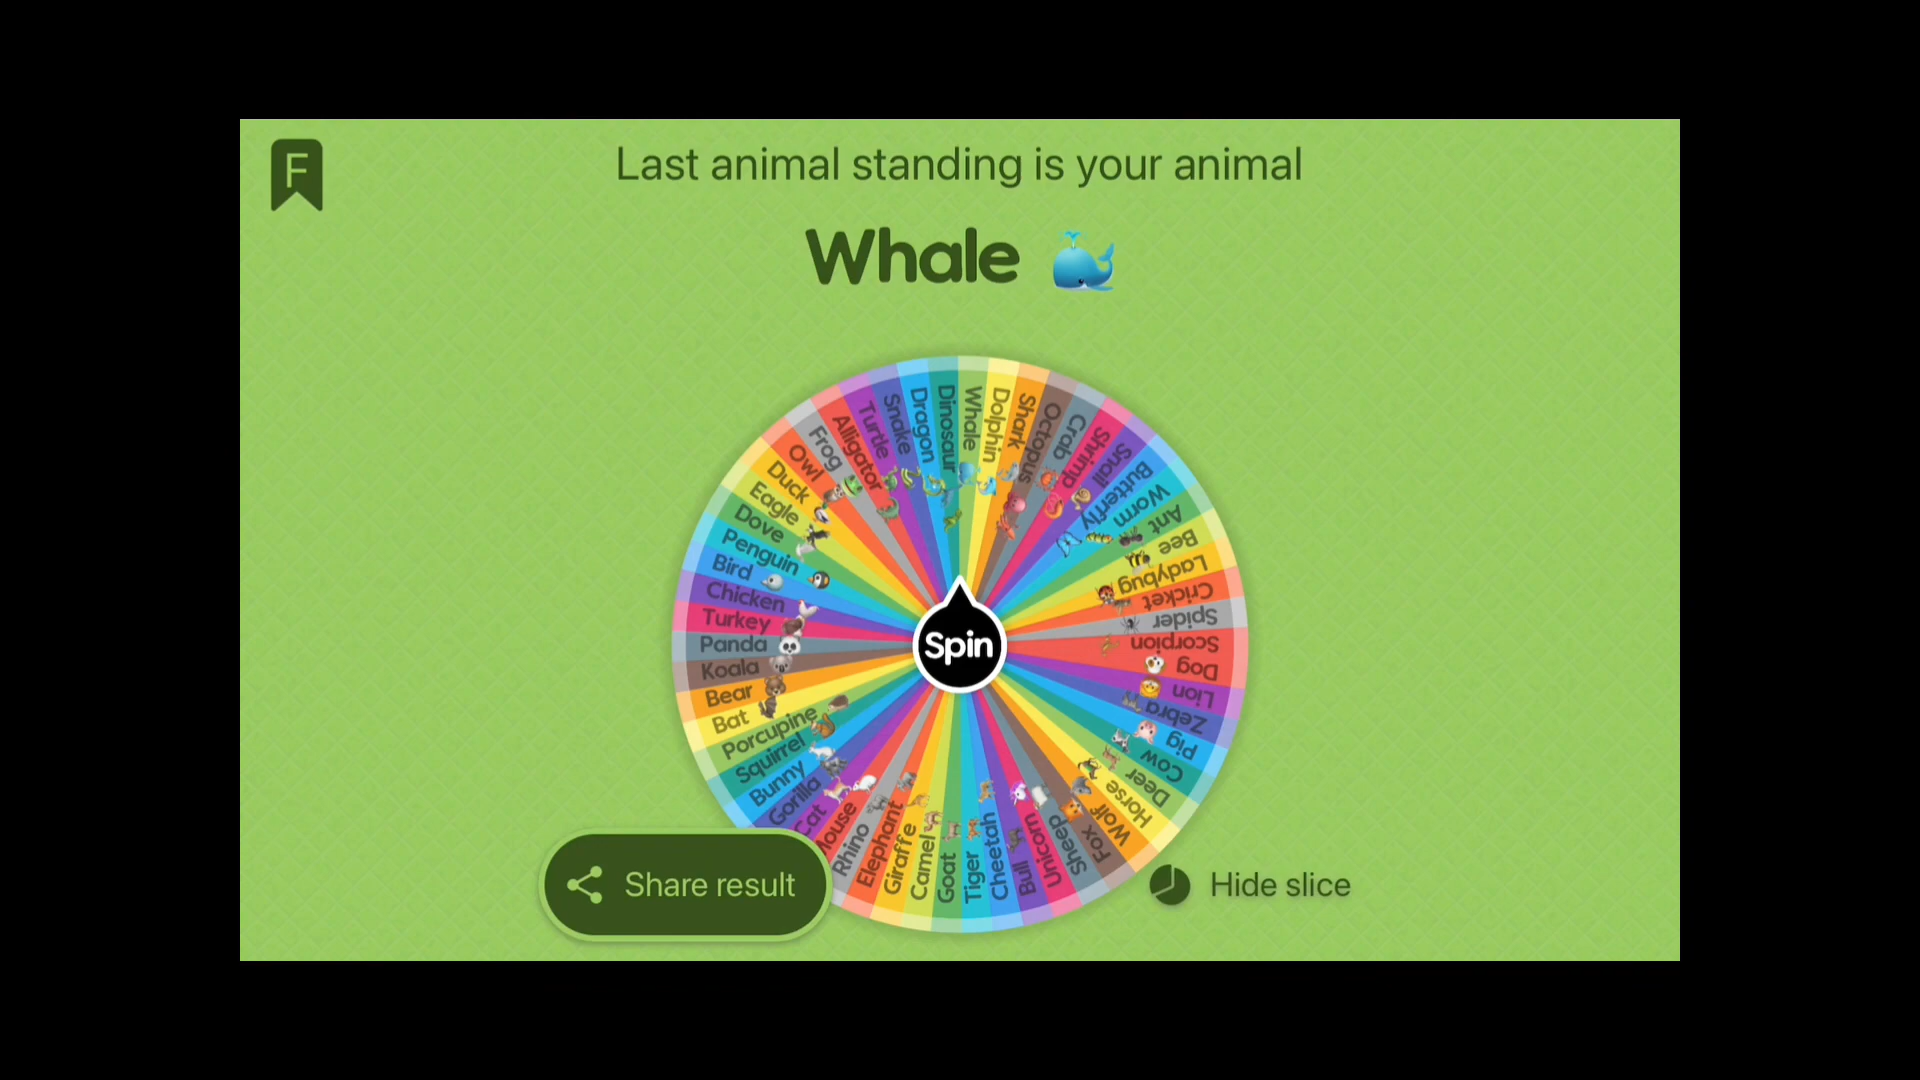 F
Last animal standing is your animal
Whale
Whale
Dolphin
Shark
Octopus
Crab
Shrimp
Snail
Butterfly
Worm
Ant
Bee
Ladybug
Cricket
Spider
Scorpion
Dog
Lion
Zebra
Pig
Cow
Deer
Horse
Wolf
Fox
Sheep
Unicorn
Bull
Cheetah
Tiger
Goat
Camel
Giraffe
Elephant
Rhino
Mouse
Cat
Gorilla
Bunny
Squirrel
Porcupine
Bat
Bear
Koala
Panda
Turkey
Chicken
Bird
Penguin
Dove
Eagle
Duck
Owl
Frog
Alligator
Turtle
Snake
Dragon
Dinosaur
Spin
Share result
Hide slice